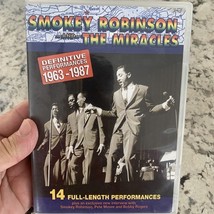 SMOKEY ROBINSON
THE MIRACLES
DEFINITIVE
PERFORMANCES
1963-1987
14 FULL-LENGTH PERFORMANCES